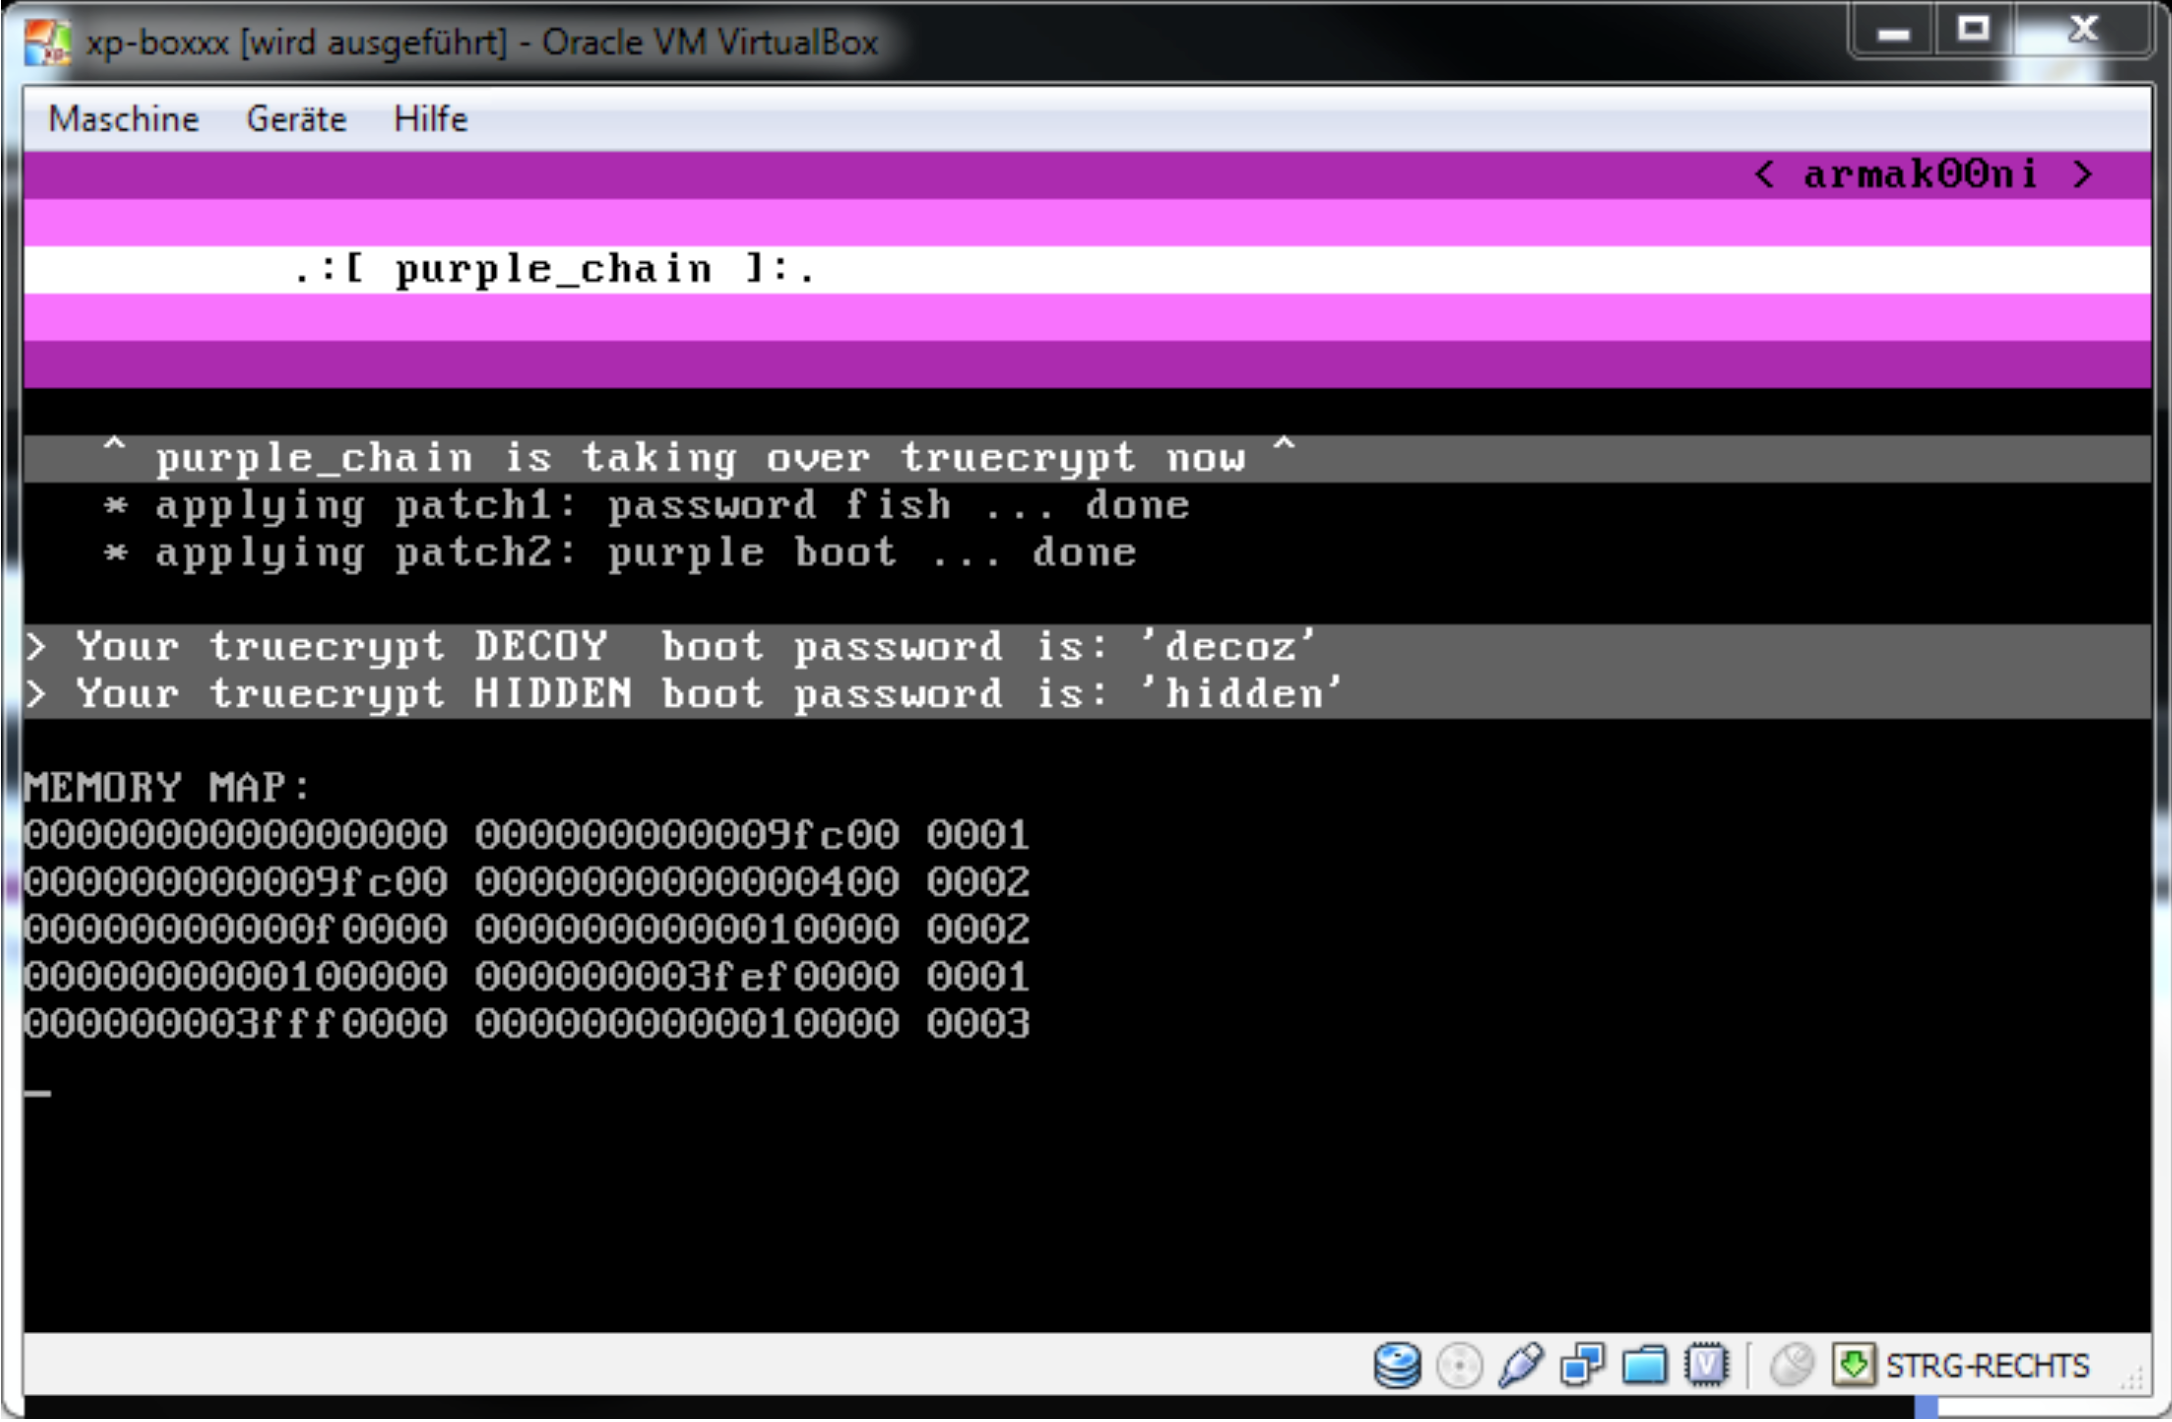 xp-boxxx [wird ausgeführt] - Oracle VM VirtualBox
Maschine Geräte Hilfe
< armak00ni >
.:[ purple_chain ]:.
^ purple_chain is taking over truecrypt now ^
* applying patch1: password fish ... done
* applying patch2: purple boot ... done
> Your truecrypt DECOY  boot password is: 'decoz'
> Your truecrypt HIDDEN boot password is: 'hidden'
MEMORY MAP:
0000000000000000 000000000009fc00 0001
000000000009fc00 0000000000000400 0002
00000000000f0000 0000000000010000 0002
0000000000100000 000000003fef0000 0001
000000003fff0000 0000000000010000 0003
_
STRG-RECHTS